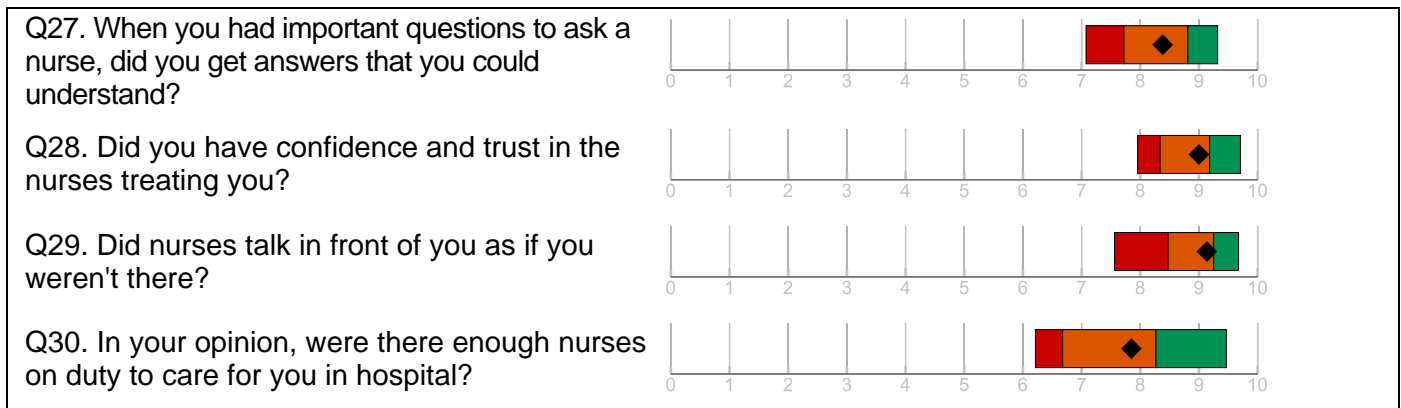 Q27. When you had important questions to ask a
nurse, did you get answers that you could
understand?
0 1 2 3 4 5 6 7 8 9 10
Q28. Did you have confidence and trust in the
nurses treating you?
0 1 2 3 4 5 6 7 8 9 10
Q29. Did nurses talk in front of you as if you
weren't there?
0 1 2 3 4 5 6 7 8 9 10
Q30. In your opinion, were there enough nurses
on duty to care for you in hospital?
0 1 2 3 4 5 6 7 8 9 10